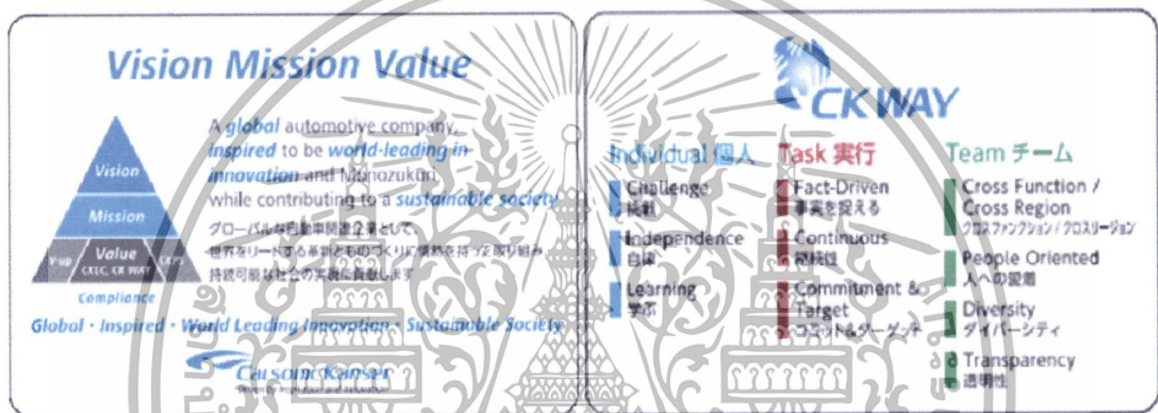 Vision Mission Value
A global automotive company,
inspired to be world-leading in
innovation and Monozukuri,
while contributing to a sustainable society
グローバルな自動車関連企業として、
世界をリードする革新とものづくりに情熱を持って取り組み、
持続可能な社会の実現に貢献します
Vision
Mission
V-up
Value
CKLC, CK WAY
CKPS
Compliance
Global・Inspired・World Leading Innovation・Sustainable Society
Calsonic Kansei
CK WAY
Individual 個人
Challenge
挑戦
Independence
Learning
学ぶ
Task 実行
Fact-Driven
事実を捉える
Continuous
継続性
Commitment &
Target
コミット&ターゲット
Team チーム
Cross Function /
Cross Region
クロスファンクション / クロスリージョン
People Oriented
人への愛着
Diversity
ダイバーシティ
Transparency
透明性